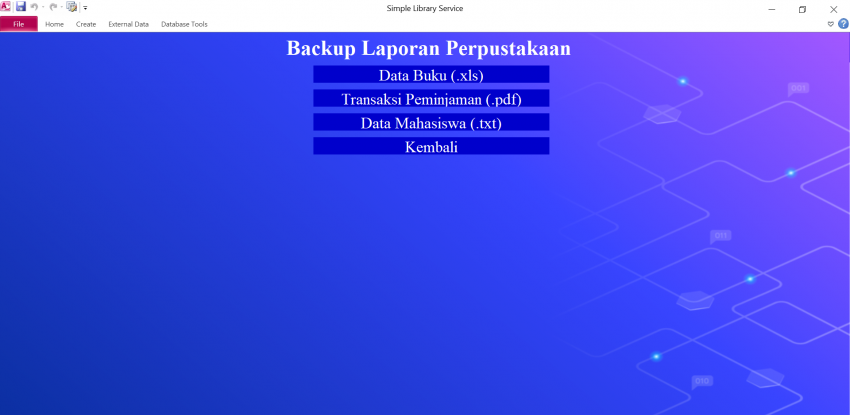 Simple Library Service
File Home Create External Data Database Tools
Backup Laporan Perpustakaan
Data Buku (.xls)
Transaksi Peminjaman (.pdf)
Data Mahasiswa (.txt)
Kembali
001
011
010